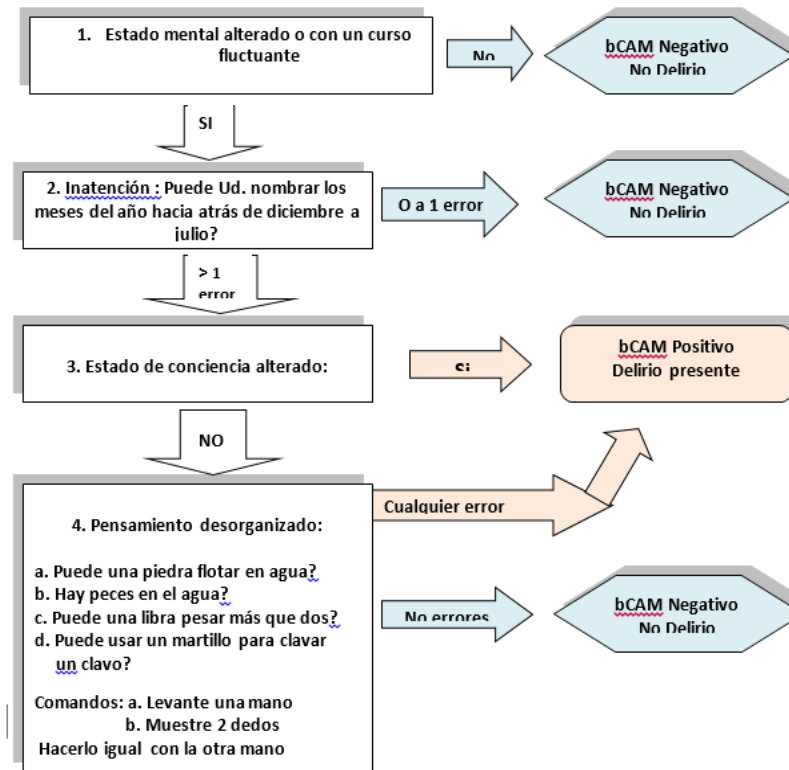 1. Estado mental alterado o con un curso
fluctuante
No
bCAM Negativo
No Delirio
SI
2. Inatención : Puede Ud. nombrar los
meses del año hacia atrás de diciembre a
julio?
O a 1 error
bCAM Negativo
No Delirio
> 1
error
3. Estado de conciencia alterado:
Si
bCAM Positivo
Delirio presente
NO
4. Pensamiento desorganizado:
Cualquier error
a. Puede una piedra flotar en agua?
b. Hay peces en el agua?
c. Puede una libra pesar más que dos?
d. Puede usar un martillo para clavar
un clavo?
No errores
bCAM Negativo
No Delirio
Comandos: a. Levante una mano
b. Muestre 2 dedos
Hacerlo igual con la otra mano